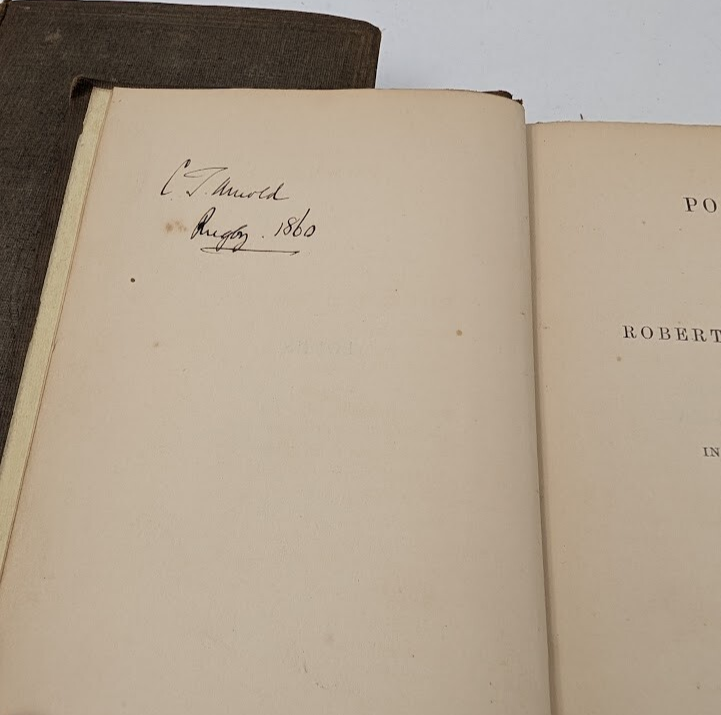 C. T. Arnold
Rugby . 1860
PO
ROBERT
IN